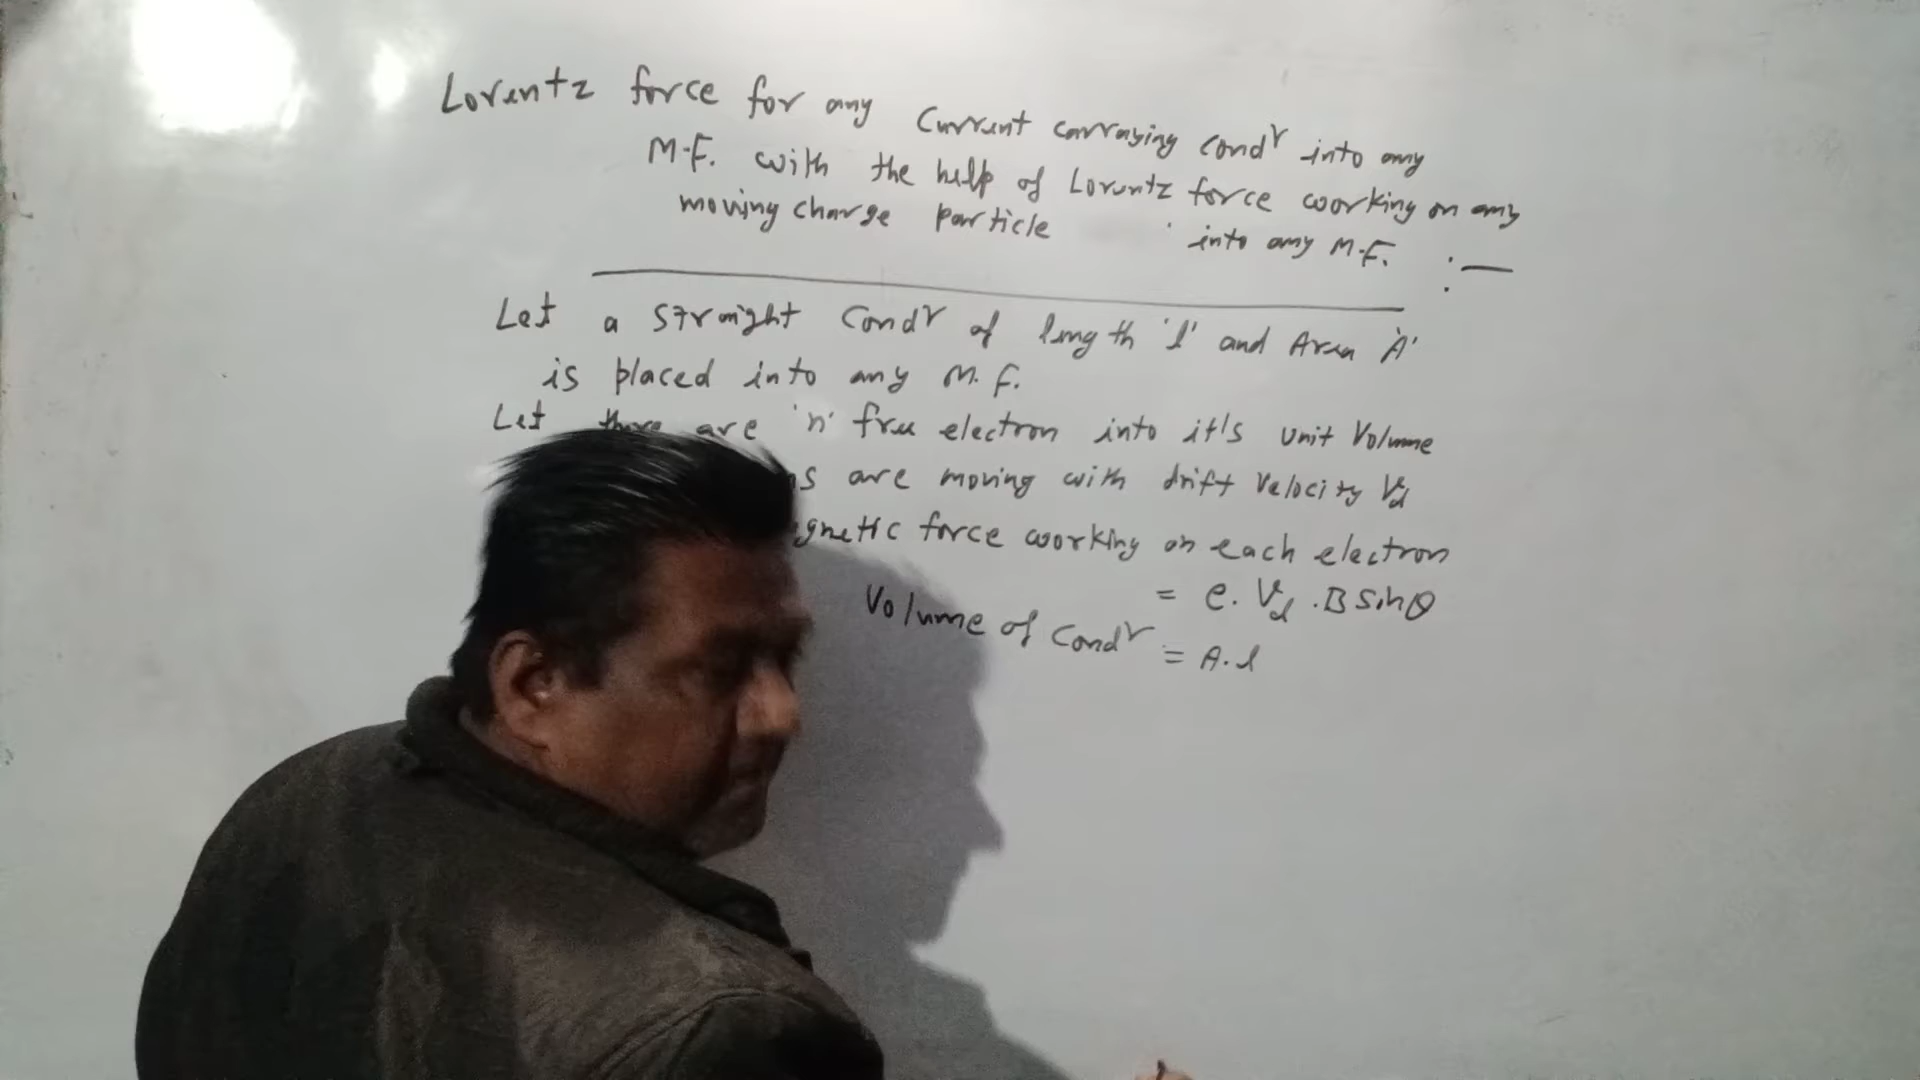 Lorentz force for any Current carraying condr into any
M.F. with the help of Lorentz force working on any
moving charge particle into any M.F. :—
Let a straight Condr of length 'l' and Area 'A'
is placed into any M.F.
Let there are 'n' free electron into it's unit Volume
s are moving with drift Velocity Vd
gnetic force working on each electron
= e. Vd .B sinθ
Volume of Condr = A.l